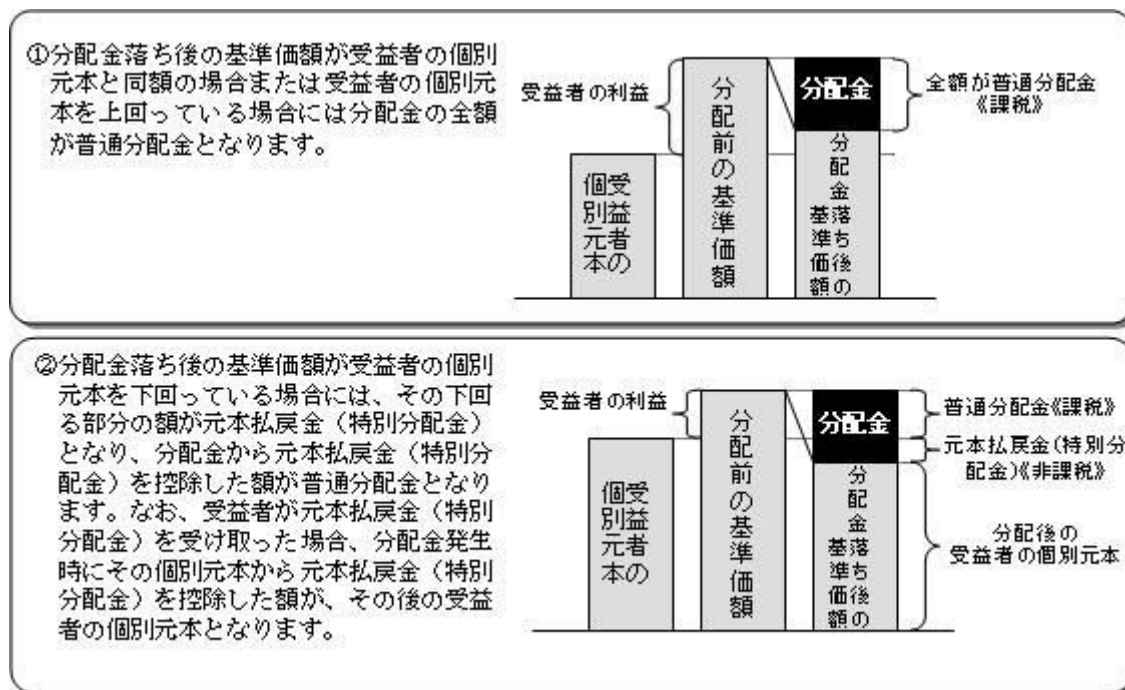 ①分配金落ち後の基準価額が受益者の個別
元本と同額の場合または受益者の個別元
本を上回っている場合には分配金の全額
が普通分配金となります。
受益者の利益
受益者の
個別元本
分配前の基準価額
分配金
分配金落ち後の
基準価額
全額が普通分配金
《課税》
②分配金落ち後の基準価額が受益者の個別
元本を下回っている場合には、その下回
る部分の額が元本払戻金（特別分配金）
となり、分配金から元本払戻金（特別分
配金）を控除した額が普通分配金となり
ます。なお、受益者が元本払戻金（特別
分配金）を受け取った場合、分配金発生
時にその個別元本から元本払戻金（特別
分配金）を控除した額が、その後の受益
者の個別元本となります。
受益者の利益
受益者の
個別元本
分配前の基準価額
分配金
分配金落ち後の
基準価額
普通分配金《課税》
元本払戻金（特別分
配金）《非課税》
分配後の
受益者の個別元本